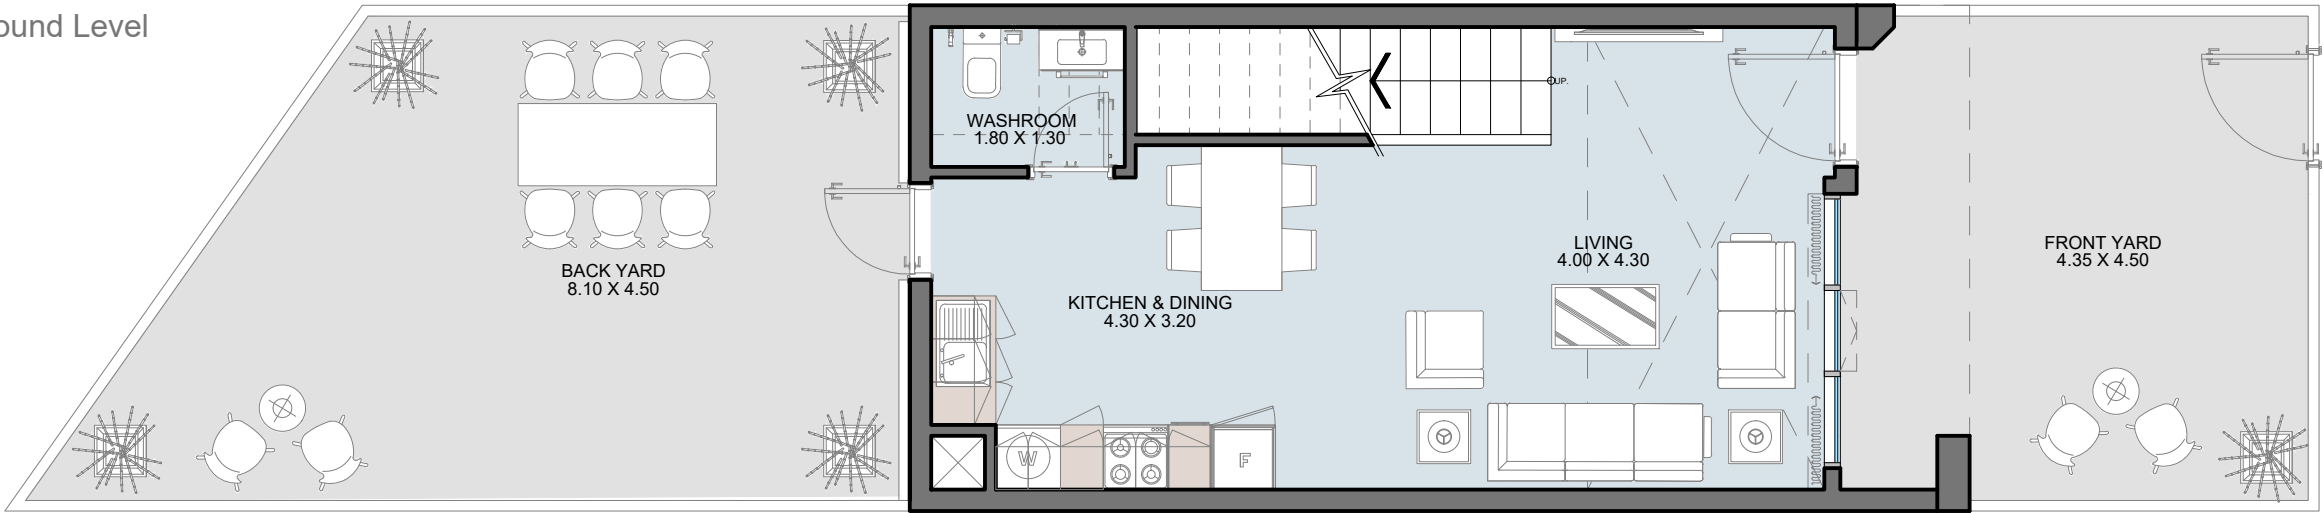 ound Level
WASHROOM
1.80 X 1.30
UP.
BACK YARD
8.10 X 4.50
KITCHEN & DINING
4.30 X 3.20
LIVING
4.00 X 4.30
FRONT YARD
4.35 X 4.50
W
F